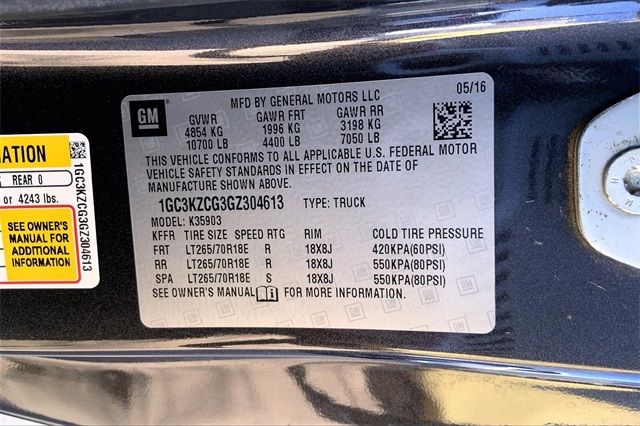 GM
MFD BY GENERAL MOTORS LLC
05/16
GVWR GAWR FRT GAWR RR
4854 KG 1996 KG 3198 KG
10700 LB 4400 LB 7050 LB
THIS VEHICLE CONFORMS TO ALL APPLICABLE U.S. FEDERAL MOTOR
VEHICLE SAFETY STANDARDS IN EFFECT ON THE DATE OF
MANUFACTURE SHOWN ABOVE.
1GC3KZCG3GZ304613 TYPE: TRUCK
MODEL: K35903
KFFR TIRE SIZE SPEED RTG RIM COLD TIRE PRESSURE
FRT LT265/70R18E R 18X8J 420KPA(60PSI)
RR LT265/70R18E R 18X8J 550KPA(80PSI)
SPA LT265/70R18E S 18X8J 550KPA(80PSI)
SEE OWNER'S MANUAL i FOR MORE INFORMATION.
MATION
REAR 0
or 4243 lbs.
SEE OWNER'S
MANUAL FOR
ADDITIONAL
INFORMATION
1GC3KZCG3GZ304613